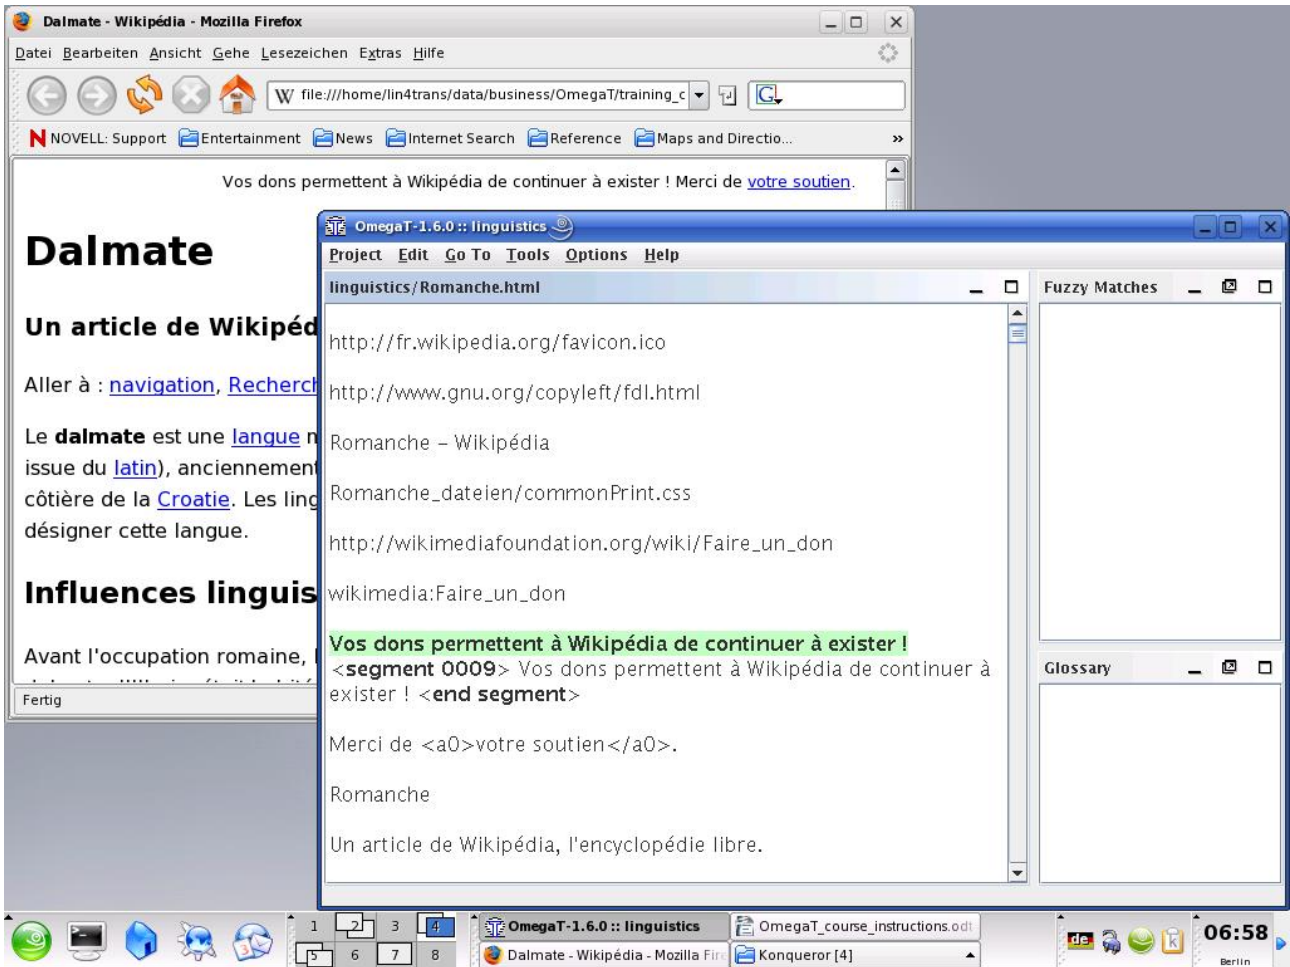 Dalmate - Wikipédia - Mozilla Firefox
Datei Bearbeiten Ansicht Gehe Lesezeichen Extras Hilfe
W file:///home/lin4trans/data/business/OmegaT/training_c G
N NOVELL: Support Entertainment News Internet Search Reference Maps and Directio... »
Vos dons permettent à Wikipédia de continuer à exister ! Merci de votre soutien.
Dalmate
Un article de Wikipéd
Aller à : navigation, Recherch
Le dalmate est une langue n
issue du latin), anciennement
côtière de la Croatie. Les ling
désigner cette langue.
Influences linguis
Avant l'occupation romaine, l
Fertig
OmegaT-1.6.0 :: linguistics
Project Edit Go To Tools Options Help
linguistics/Romanche.html
http://fr.wikipedia.org/favicon.ico
http://www.gnu.org/copyleft/fdl.html
Romanche – Wikipédia
Romanche_dateien/commonPrint.css
http://wikimediafoundation.org/wiki/Faire_un_don
wikimedia:Faire_un_don
Vos dons permettent à Wikipédia de continuer à exister !
<segment 0009> Vos dons permettent à Wikipédia de continuer à
exister ! <end segment>
Merci de <a0>votre soutien</a0>.
Romanche
Un article de Wikipédia, l'encyclopédie libre.
Fuzzy Matches
Glossary
1 2 3 4
5 6 7 8
OmegaT-1.6.0 :: linguistics
OmegaT_course_instructions.odt
Dalmate - Wikipédia - Mozilla Fire
Konqueror [4]
de
06:58
Berlin